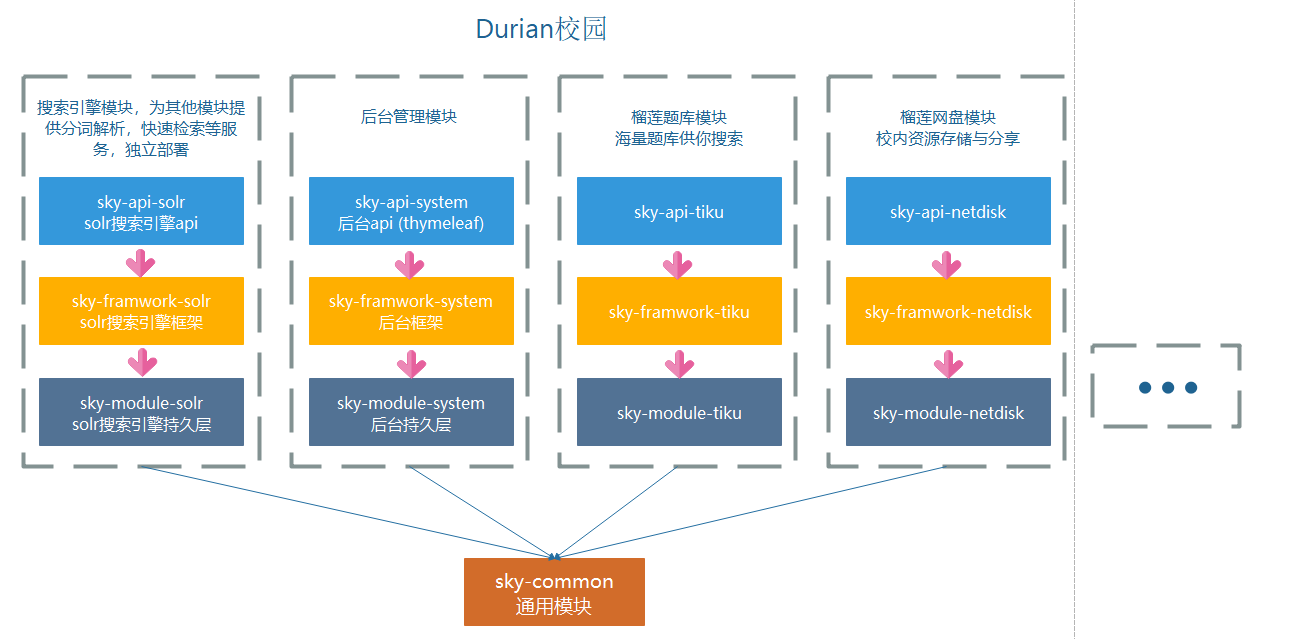 Durian校园
搜索引擎模块，为其他模块提
供分词解析，快速检索等服
务，独立部署
sky-api-solr
solr搜索引擎api
sky-framwork-solr
solr搜索引擎框架
sky-module-solr
solr搜索引擎持久层
后台管理模块
sky-api-system
后台api (thymeleaf)
sky-framwork-system
后台框架
sky-module-system
后台持久层
榴莲题库模块
海量题库供你搜索
sky-api-tiku
sky-framwork-tiku
sky-module-tiku
榴莲网盘模块
校内资源存储与分享
sky-api-netdisk
sky-framwork-netdisk
sky-module-netdisk
sky-common
通用模块